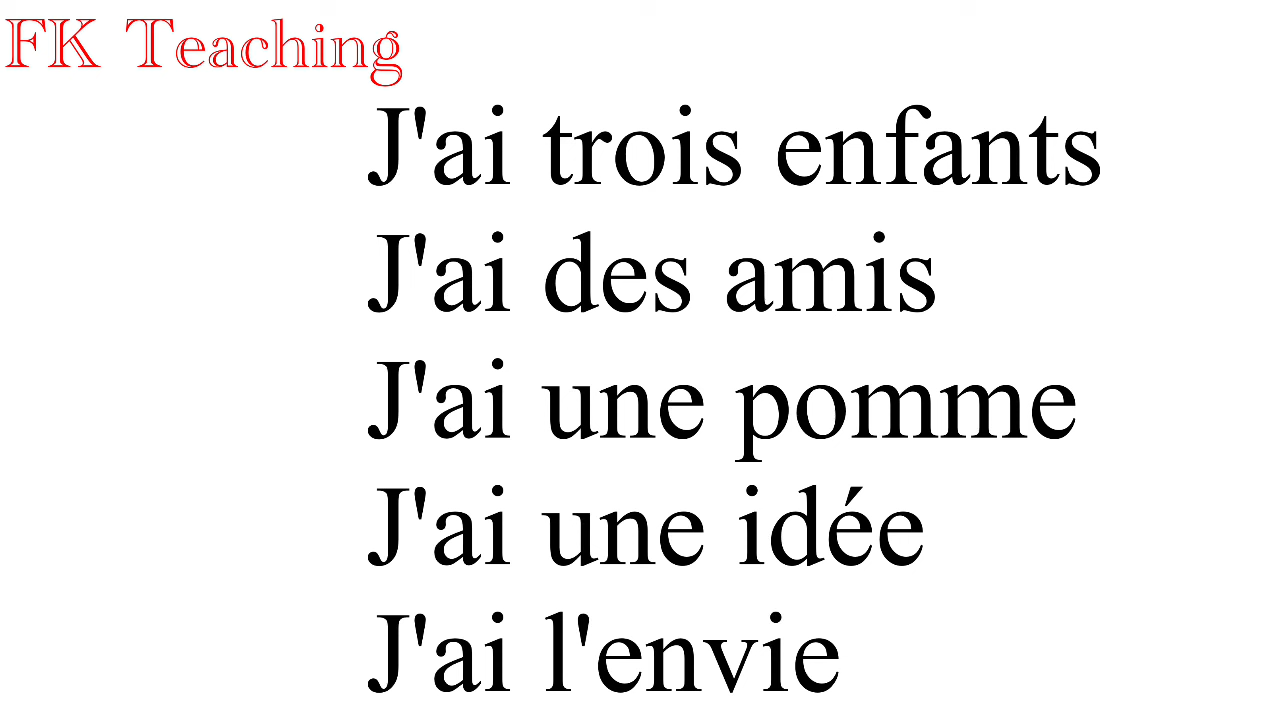 FK Teaching
J'ai trois enfants
J'ai des amis
J'ai une pomme
J'ai une idée
J'ai l'envie